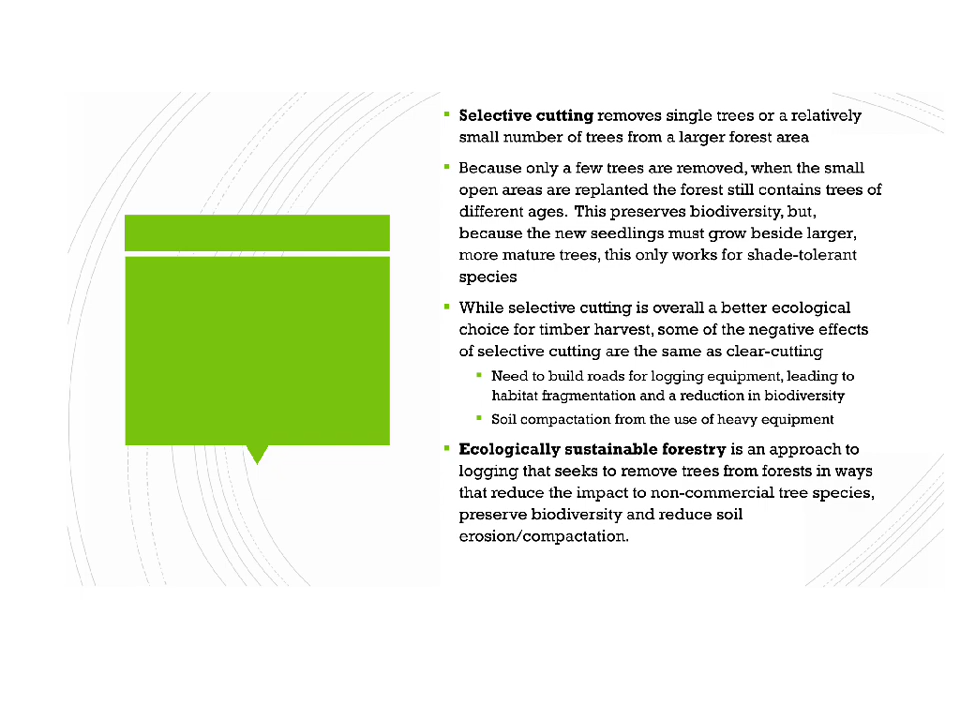 Selective cutting removes single trees or a relatively
small number of trees from a larger forest area
Because only a few trees are removed, when the small
open areas are replanted the forest still contains trees of
different ages. This preserves biodiversity, but,
because the new seedlings must grow beside larger,
more mature trees, this only works for shade-tolerant
species
While selective cutting is overall a better ecological
choice for timber harvest, some of the negative effects
of selective cutting are the same as clear-cutting
Need to build roads for logging equipment, leading to
habitat fragmentation and a reduction in biodiversity
Soil compactation from the use of heavy equipment
Ecologically sustainable forestry is an approach to
logging that seeks to remove trees from forests in ways
that reduce the impact to non-commercial tree species,
preserve biodiversity and reduce soil
erosion/compactation.